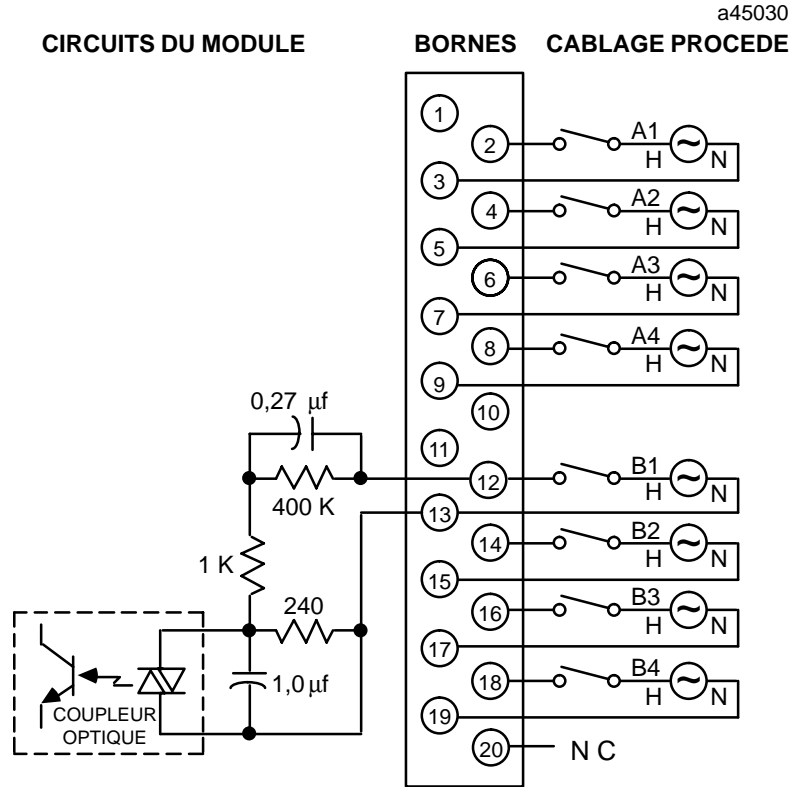 a45030
CIRCUITS DU MODULE BORNES CABLAGE PROCEDE
1
2 A1
H N
3
4 A2
H N
5
6 A3
H N
7
8 A4
H N
9
10
0,27 µf
11
12 B1
H N
400 K
13
14 B2
H N
1 K
15
240
16 B3
H N
17
18 B4
H N
1,0 µf
19
COUPLEUR
OPTIQUE
20 N C